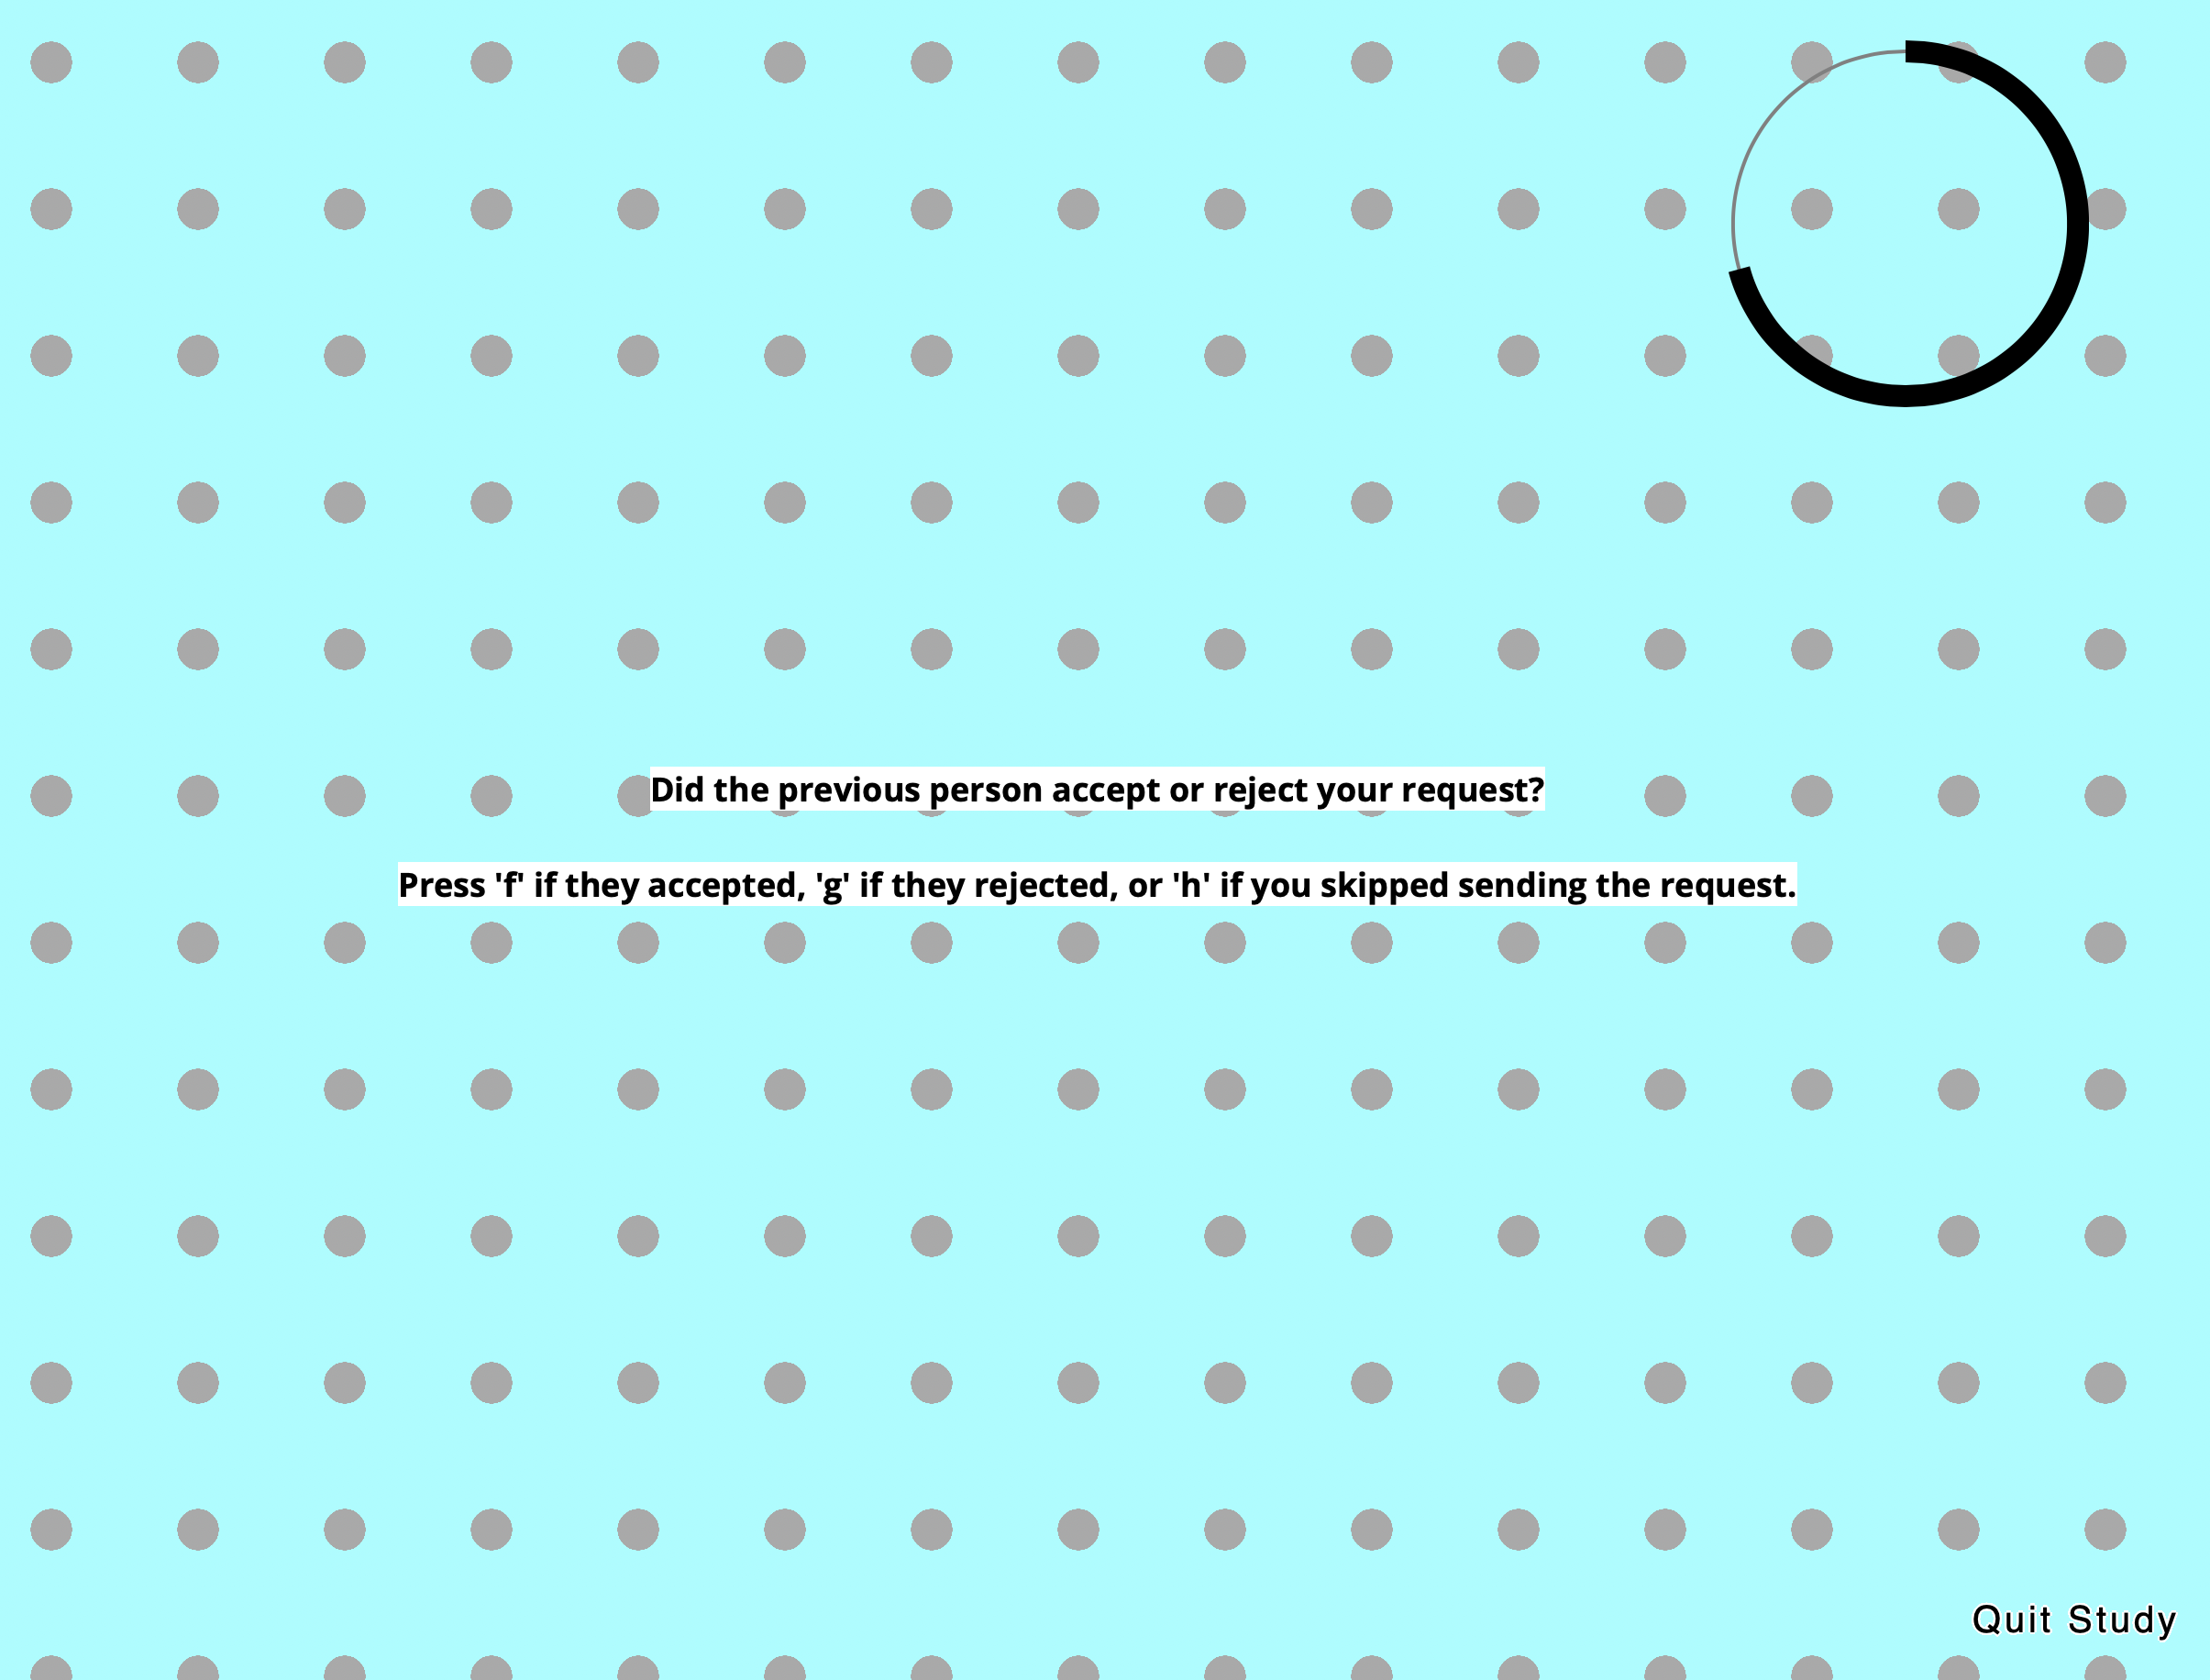 Did the previous person accept or reject your request?
Press 'f' if they accepted, 'g' if they rejected, or 'h' if you skipped sending the request.
Quit Study